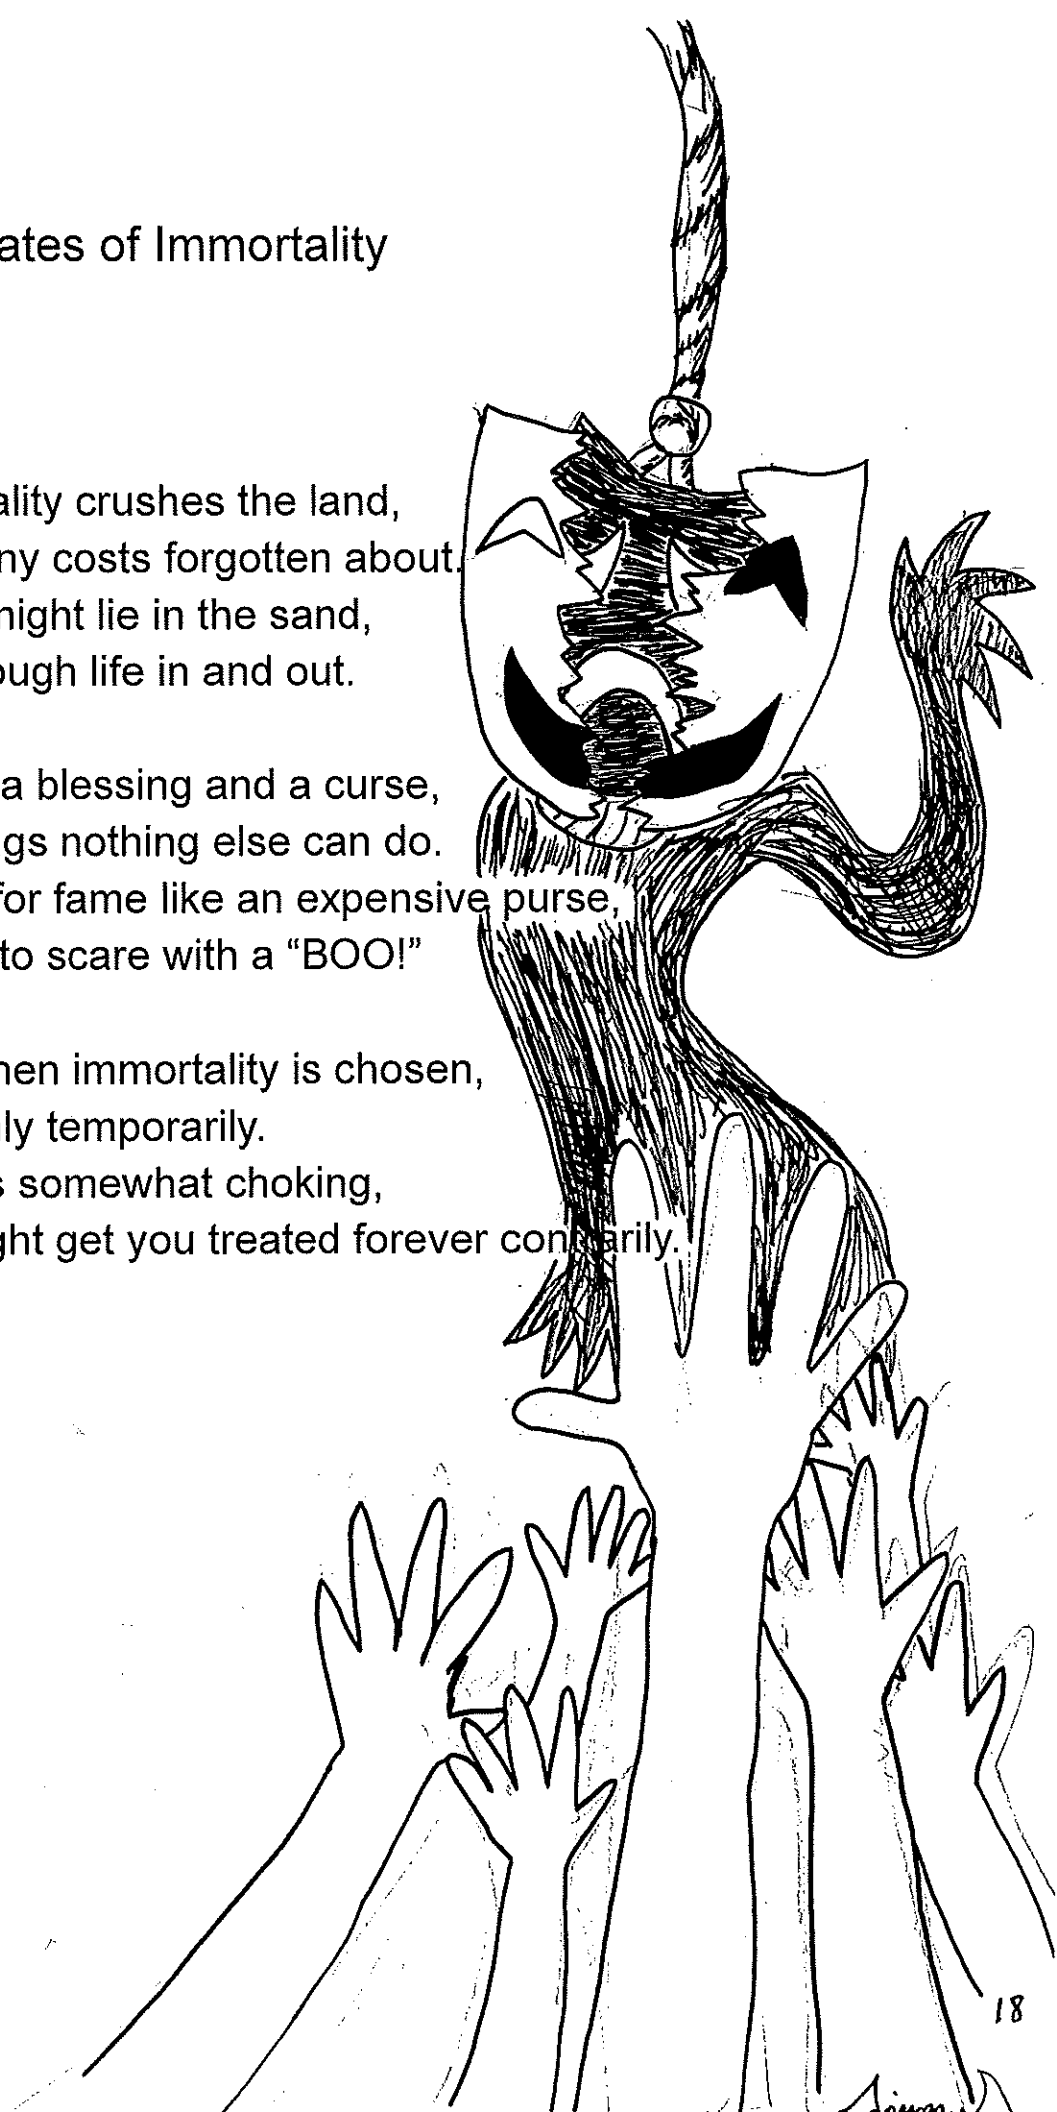 ates of Immortality
ality crushes the land,
ny costs forgotten about.
night lie in the sand,
ough life in and out.
a blessing and a curse,
gs nothing else can do.
for fame like an expensive purse,
to scare with a “BOO!”
hen immortality is chosen,
ly temporarily.
s somewhat choking,
ght get you treated forever contrarily.
18